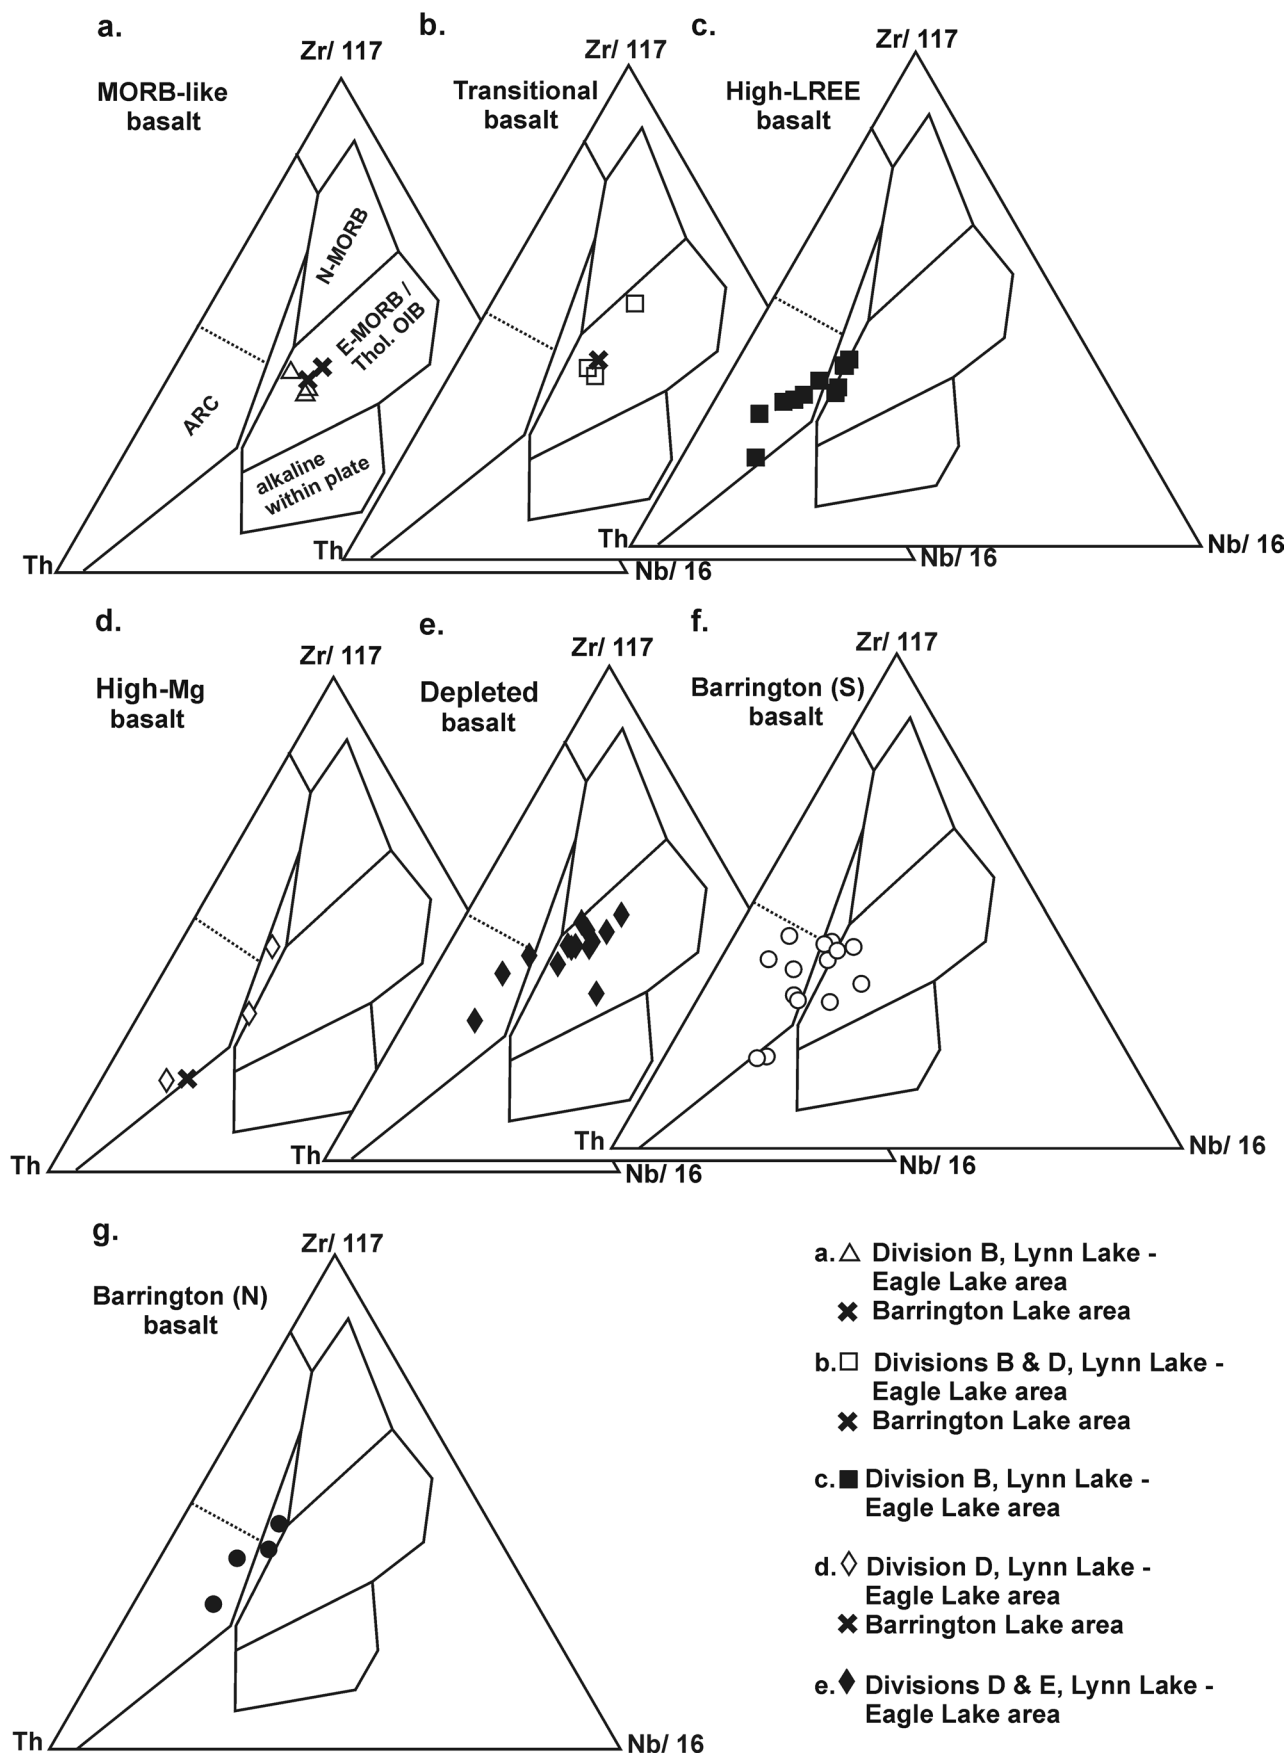 a.
Zr/ 117
MORB-like
basalt
N-MORB
E-MORB /
Thol. OIB
ARC
alkaline
within plate
Th
Nb/ 16
b.
Zr/ 117
Transitional
basalt
Th
Nb/ 16
c.
Zr/ 117
High-LREE
basalt
Th
Nb/ 16
d.
Zr/ 117
High-Mg
basalt
Th
Nb/ 16
e.
Zr/ 117
Depleted
basalt
Th
Nb/ 16
f.
Zr/ 117
Barrington (S)
basalt
Th
Nb/ 16
g.
Zr/ 117
Barrington (N)
basalt
Th
Nb/ 16
a. Division B, Lynn Lake -
Eagle Lake area
Barrington Lake area
b. Divisions B & D, Lynn Lake -
Eagle Lake area
Barrington Lake area
c. Division B, Lynn Lake -
Eagle Lake area
d. Division D, Lynn Lake -
Eagle Lake area
Barrington Lake area
e. Divisions D & E, Lynn Lake -
Eagle Lake area